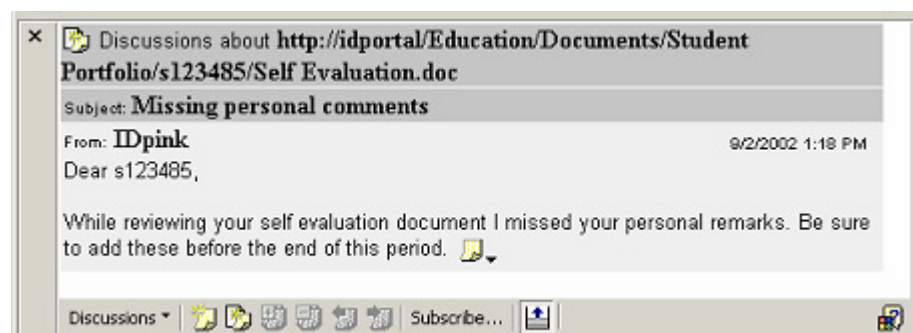 Discussions about http://idportal/Education/Documents/Student
Portfolio/s123485/Self Evaluation.doc
Subject: Missing personal comments
From: IDpink 9/2/2002 1:18 PM
Dear s123485,
While reviewing your self evaluation document I missed your personal remarks. Be sure
to add these before the end of this period.
Discussions Subscribe...